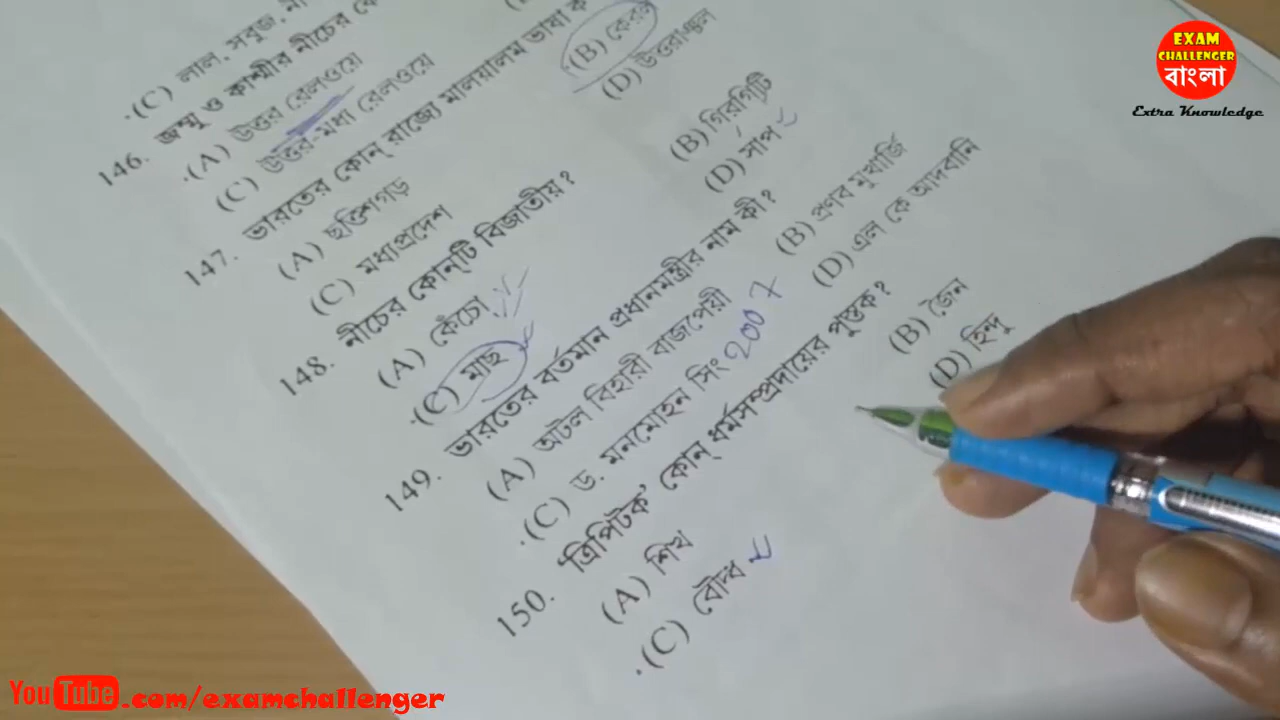 .(C) লাল, সবুজ,
146. জম্মু ও কাশ্মীর নীচের
.(A) উত্তর রেলওয়ে
(C) উত্তর-মধ্য রেলওয়ে
147. ভারতের কোন্ রাজ্যে মালয়ালম ভাষা
(A) ছত্তিশগড়
(B) কেরল
(C) মধ্যপ্রদেশ
(D) উত্তরাঞ্চল
148. নীচের কোন্‌টি বিজাতীয়?
(A) কেঁচো
(B) গিরগিটি
.(C) মাছ
(D) সাপ
149. ভারতের বর্তমান প্রধানমন্ত্রীর নাম কী?
(A) অটল বিহারী বাজপেয়ী
(B) প্রণব মুখার্জি
.(C) ড. মনমোহন সিং 2007
(D) এল কে আদবানি
150. 'ত্রিপিটক' কোন্ ধর্মসম্প্রদায়ের পুস্তক?
(A) শিখ
(B) জৈন
.(C) বৌদ্ধ
(D) হিন্দু
EXAM
CHALLENGER
বাংলা
Extra Knowledge
YouTube.com/examchallenger